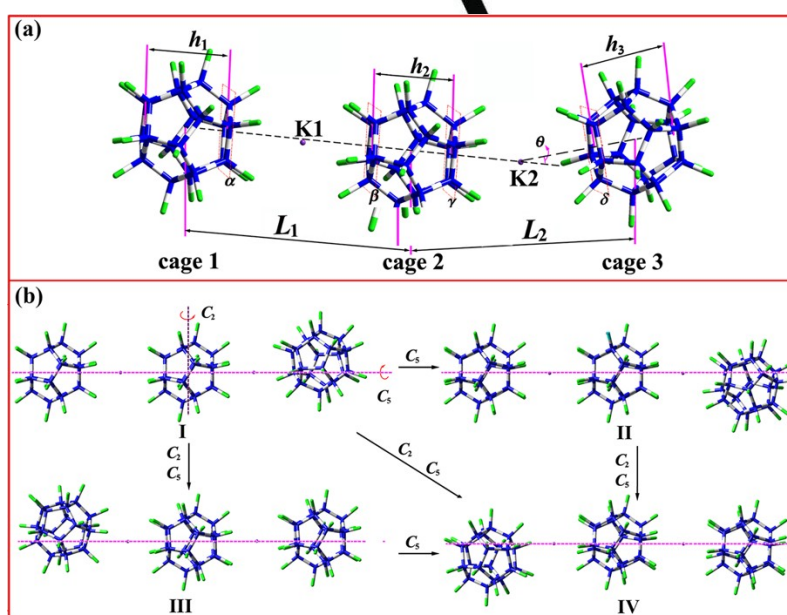 (a)
h1
h2
h3
K1
K2
θ
α
β
γ
δ
L1
L2
cage 1
cage 2
cage 3
(b)
C2
C5
C5
I
II
C2
C5
C2
C5
C2
C5
C5
III
IV